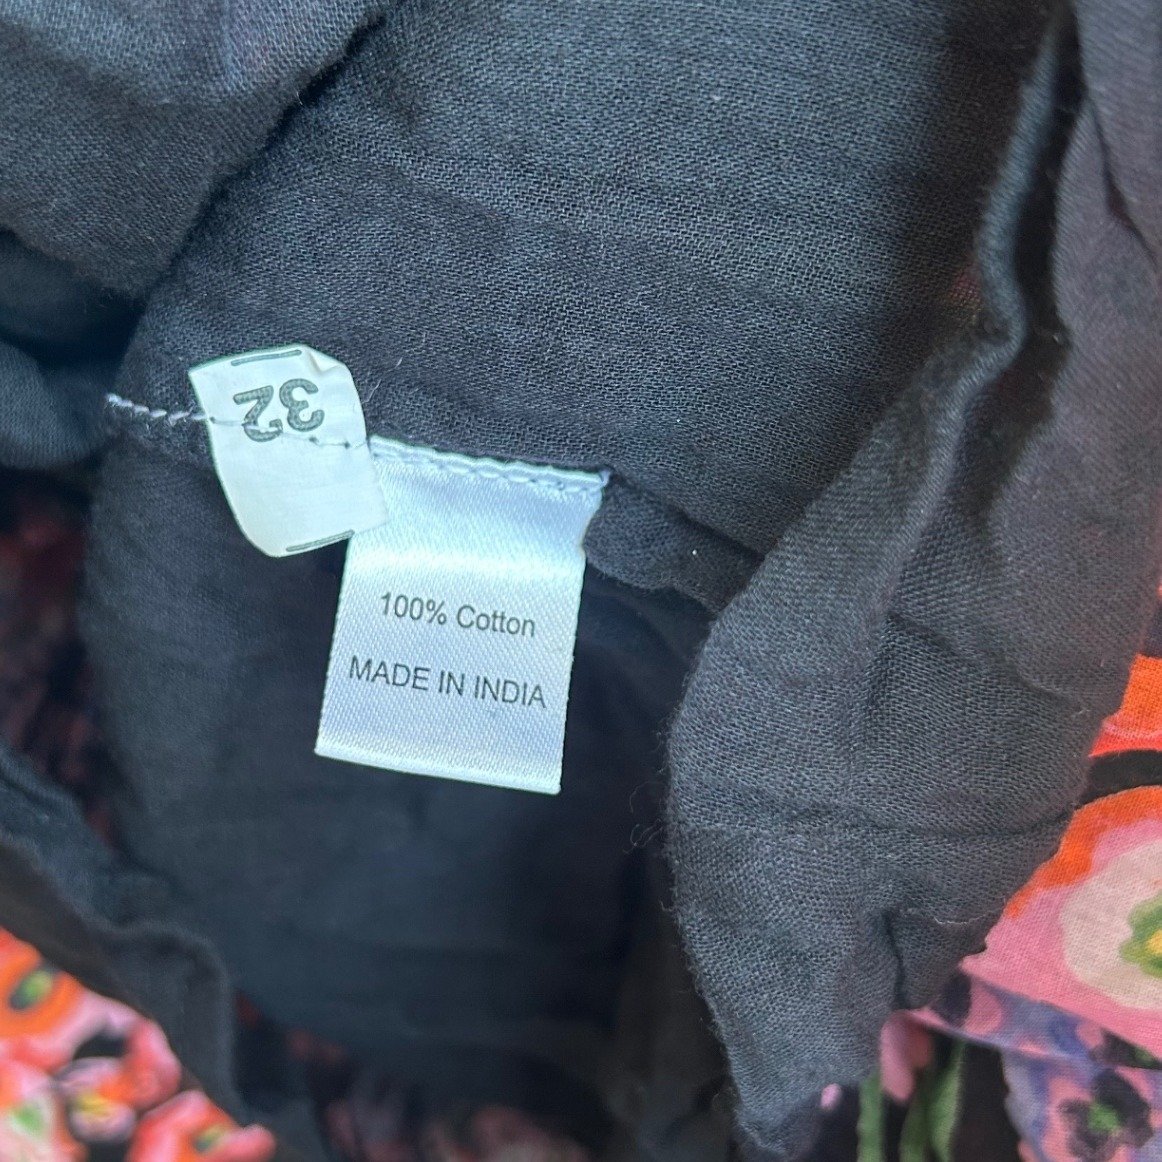 32
100% Cotton
MADE IN INDIA